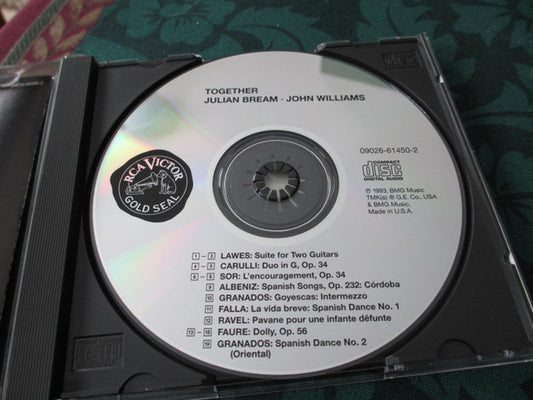 TOGETHER
JULIAN BREAM · JOHN WILLIAMS
09026-61450-2
COMPACT
disc
DIGITAL AUDIO
RCA VICTOR
GOLD SEAL
℗ 1993, BMG Music
TMK(s) ® G.E. Co., USA
& BMG Music.
Made in U.S.A.
1 – 3 LAWES: Suite for Two Guitars
4 – 5 CARULLI: Duo in G, Op. 34
6 – 8 SOR: L'encouragement, Op. 34
9 ALBENIZ: Spanish Songs, Op. 232: Córdoba
10 GRANADOS: Goyescas: Intermezzo
11 FALLA: La vida breve: Spanish Dance No. 1
12 RAVEL: Pavane pour une infante défunte
13 – 18 FAURE: Dolly, Op. 56
19 GRANADOS: Spanish Dance No. 2
(Oriental)